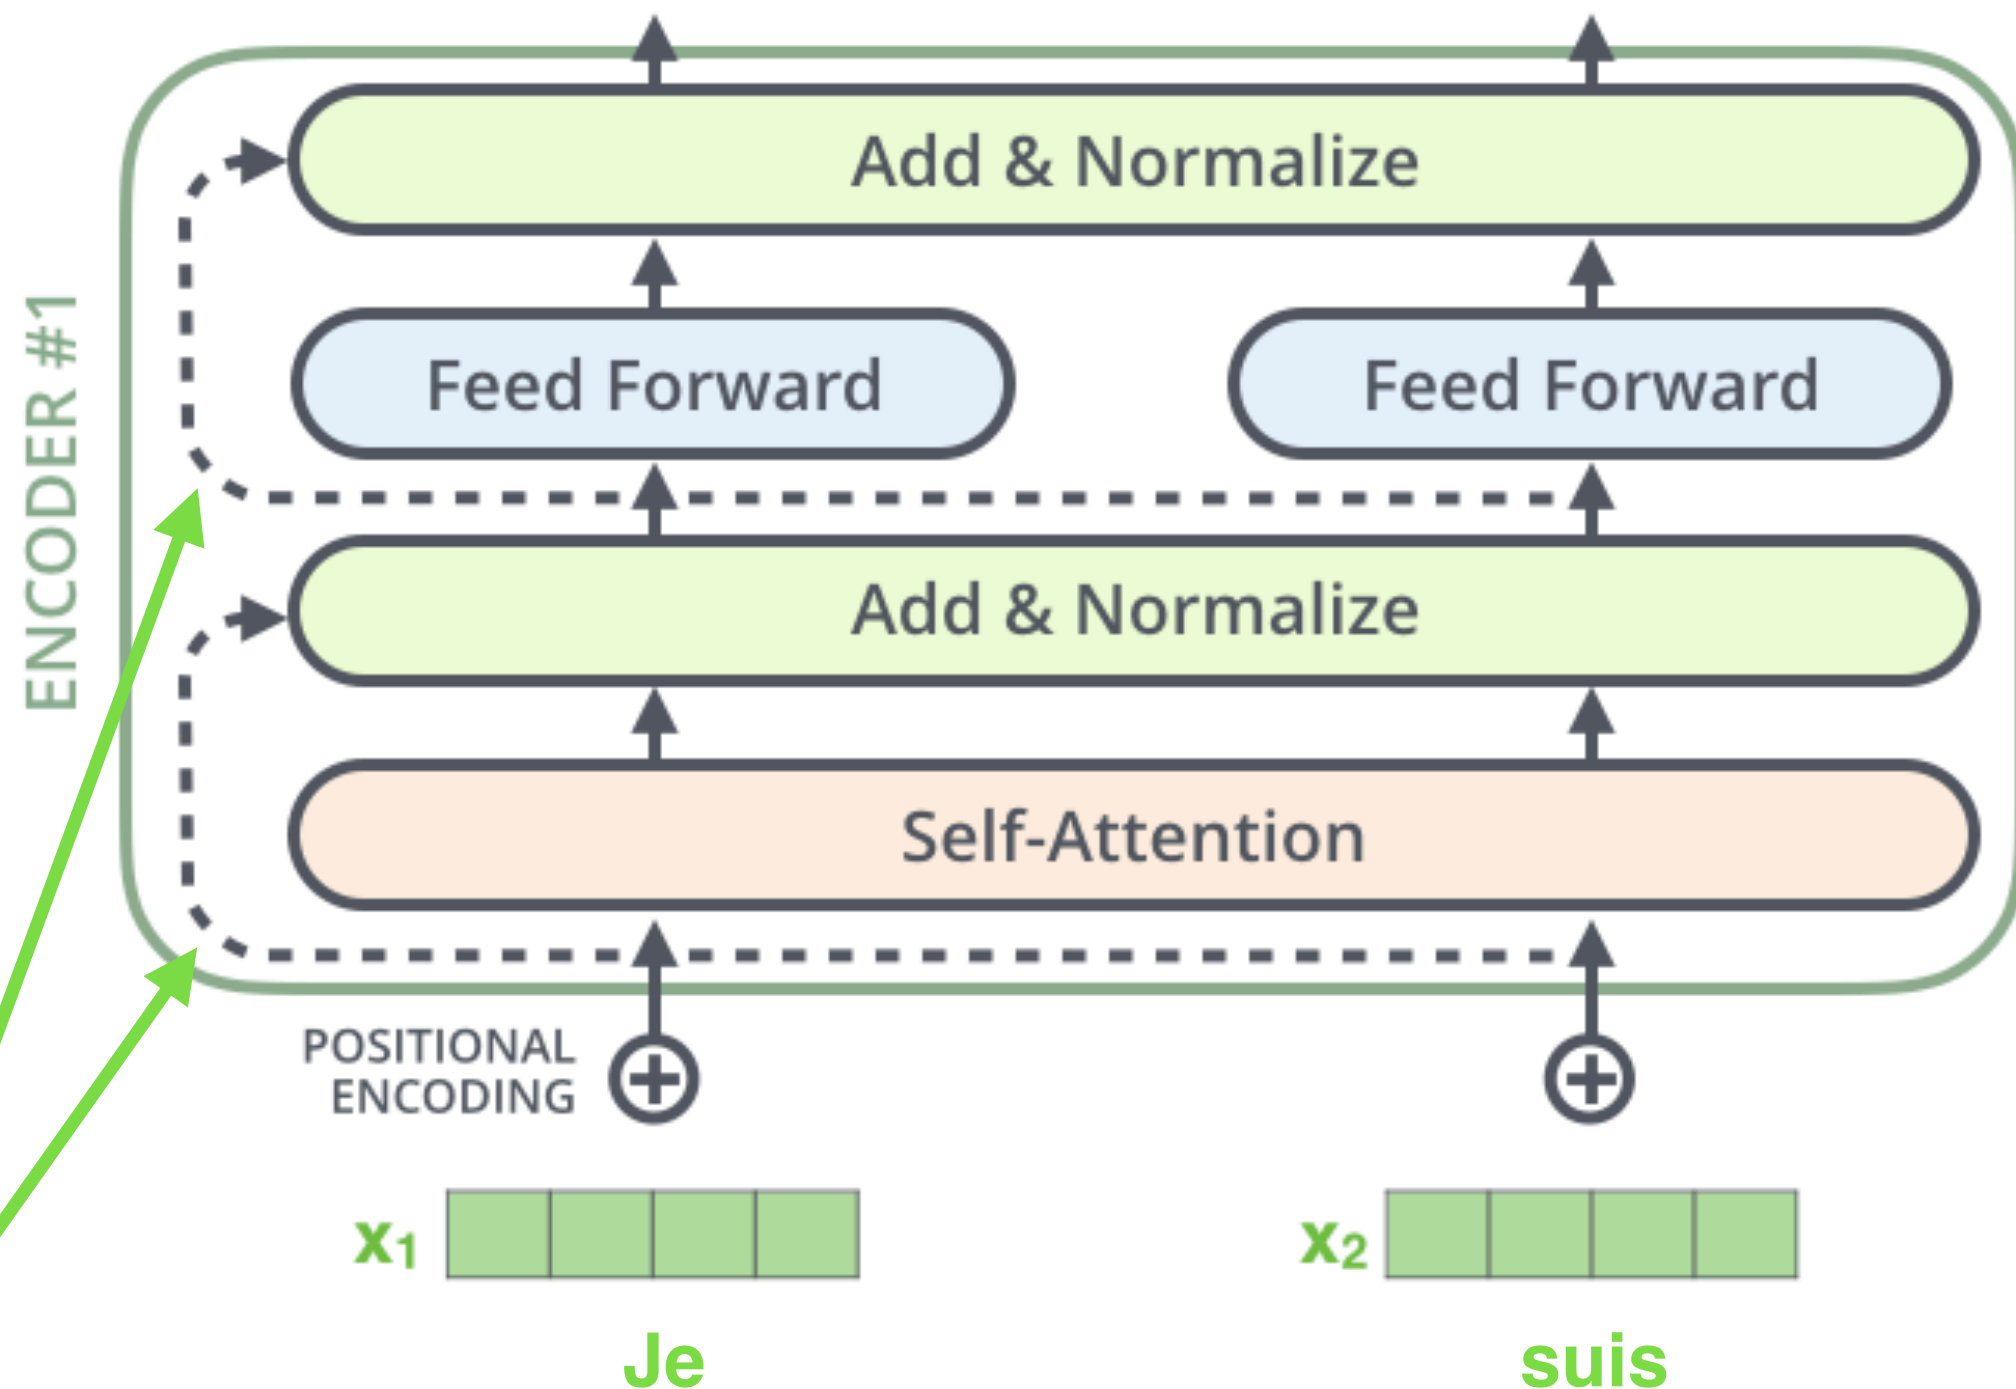 ENCODER #1
Add & Normalize
Feed Forward
Feed Forward
Add & Normalize
Self-Attention
POSITIONAL
ENCODING
x1
x2
Je
suis